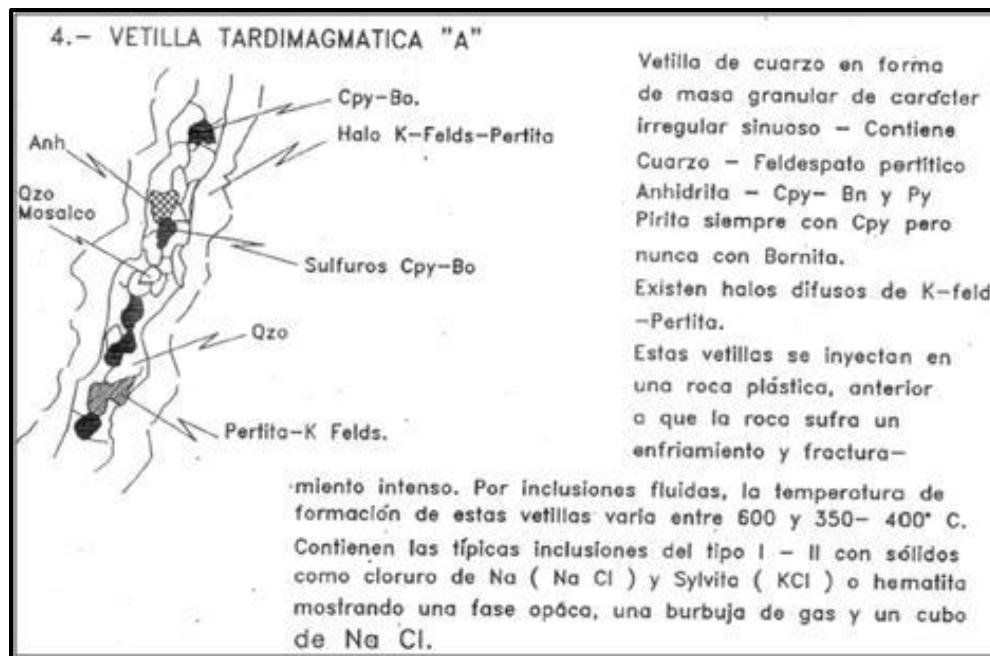 4.- VETILLA TARDIMAGMATICA "A"
Cpy-Bo.
Anh
Halo K-Felds-Pertita
Qzo
Mosaico
Sulfuros Cpy-Bo
Qzo
Pertita-K Felds.
Vetilla de cuarzo en forma
de masa granular de carácter
irregular sinuoso - Contiene
Cuarzo - Feldespato pertítico
Anhidrita - Cpy- Bn y Py
Pirita siempre con Cpy pero
nunca con Bornita.
Existen halos difusos de K-feld
-Pertita.
Estas vetillas se inyectan en
una roca plástica, anterior
a que la roca sufra un
enfriamiento y fractura-
miento intenso. Por inclusiones fluidas, la temperatura de
formación de estas vetillas varia entre 600 y 350- 400° C.
Contienen las típicas inclusiones del tipo I - II con sólidos
como cloruro de Na ( Na Cl ) y Sylvita ( KCl ) o hematita
mostrando una fase opáca, una burbuja de gas y un cubo
de Na Cl.